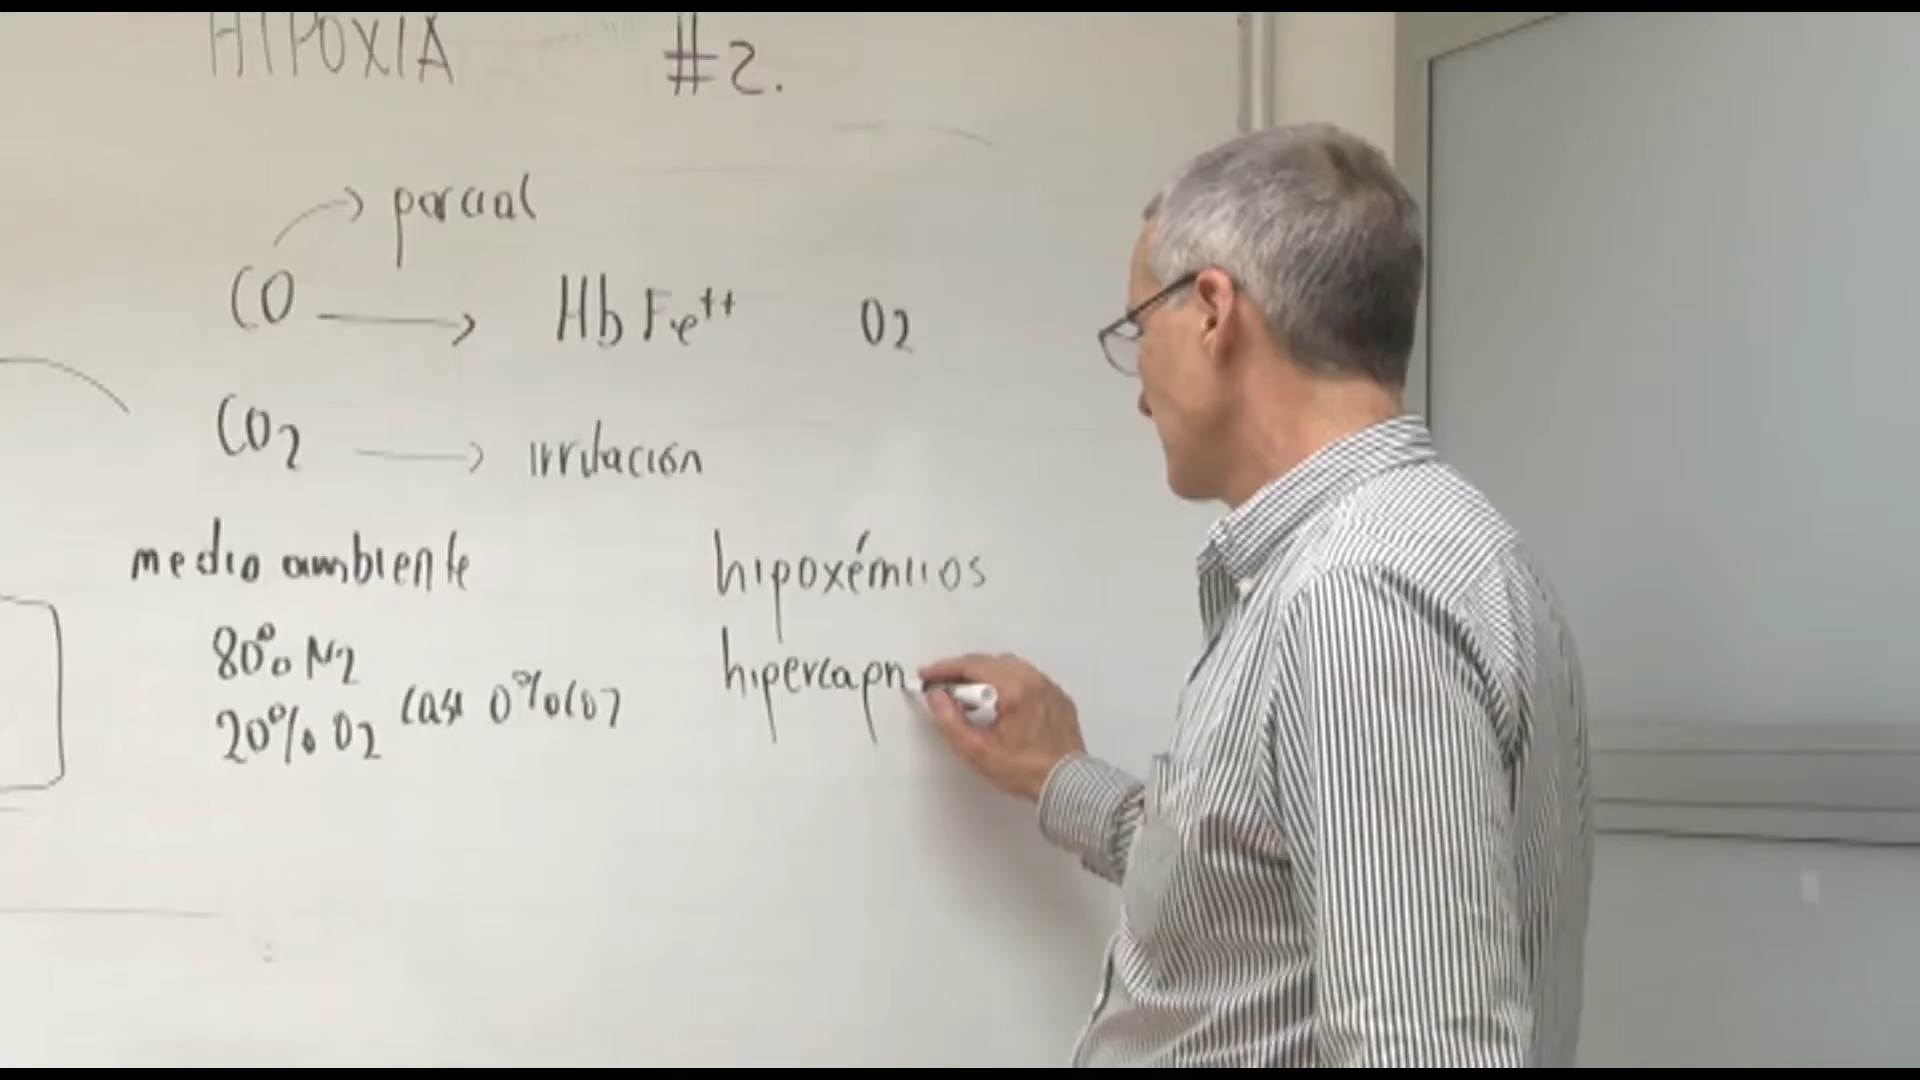 HIPOXIA #2.
parcial
CO → Hb Fe++ O2
CO2 → irritación
medio ambiente
80% N2
20% O2 casi 0% CO2
hipoxémicos
hipercapn